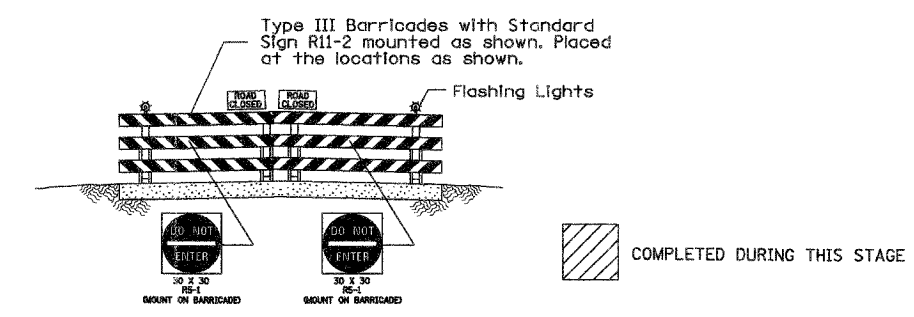 Type III Barricades with Standard
Sign R11-2 mounted as shown. Placed
at the locations as shown.
Flashing Lights
ROAD CLOSED
ROAD CLOSED
DO NOT ENTER
DO NOT ENTER
30 X 30
R5-1
(MOUNT ON BARRICADE)
30 X 30
R5-1
(MOUNT ON BARRICADE)
COMPLETED DURING THIS STAGE